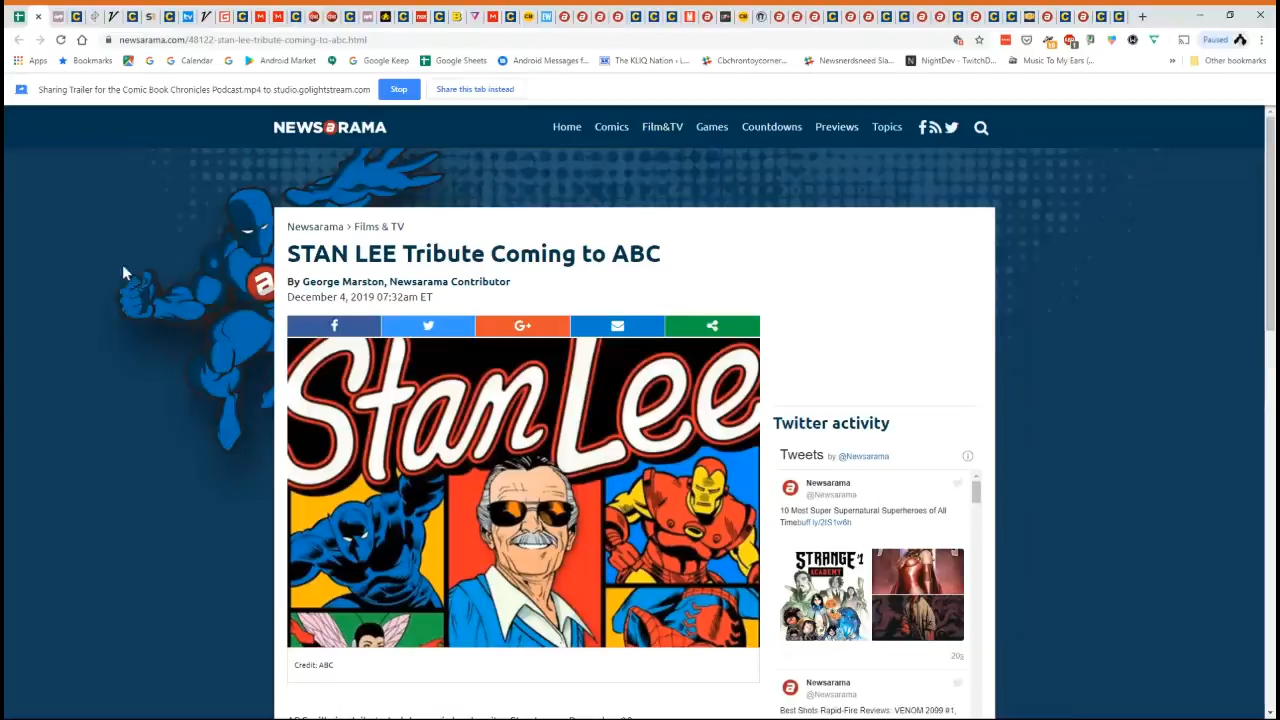 newsarama.com/48122-stan-lee-tribute-coming-to-abc.html
Paused
Apps
Bookmarks
Calendar
Android Market
Google Keep
Google Sheets
Android Messages f...
The KLIQ Nation - i...
Cbchrontoycorner...
Newsnerdsneed Sla...
NightDev - TwitchD...
Music To My Ears (...
»
Other bookmarks
Sharing Trailer for the Comic Book Chronicles Podcast.mp4 to studio.golightstream.com
Stop
Share this tab instead
NEWSaRAMA
Home
Comics
Film&TV
Games
Countdowns
Previews
Topics
Newsarama > Films & TV
STAN LEE Tribute Coming to ABC
By George Marston, Newsarama Contributor
December 4, 2019 07:32am ET
Stan Lee
Credit: ABC
Twitter activity
Tweets by @Newsarama
Newsarama
@Newsarama
10 Most Super Supernatural Superheroes of All
STRANGE #1
ACADEMY
20s
Newsarama
@Newsarama
Best Shots Rapid-Fire Reviews: VENOM 2099 #1,